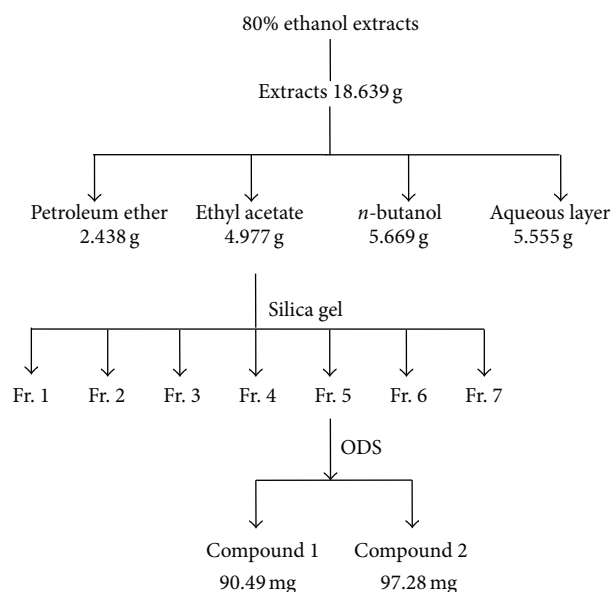 80% ethanol extracts
Extracts 18.639 g
Petroleum ether
2.438 g
Ethyl acetate
4.977 g
n-butanol
5.669 g
Aqueous layer
5.555 g
Silica gel
Fr. 1
Fr. 2
Fr. 3
Fr. 4
Fr. 5
Fr. 6
Fr. 7
ODS
Compound 1
90.49 mg
Compound 2
97.28 mg